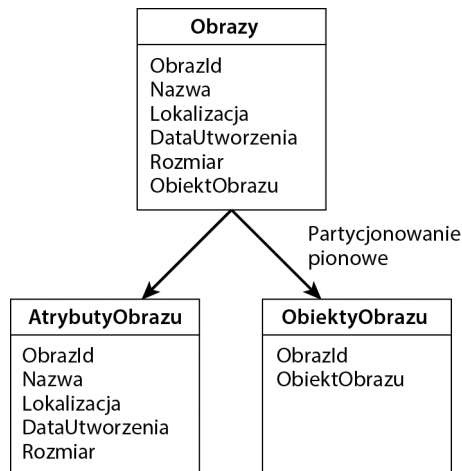 Obrazy
ObrazId
Nazwa
Lokalizacja
DataUtworzenia
Rozmiar
ObiektObrazu
Partycjonowanie
pionowe
AtrybutyObrazu
ObrazId
Nazwa
Lokalizacja
DataUtworzenia
Rozmiar
ObiektyObrazu
ObrazId
ObiektObrazu